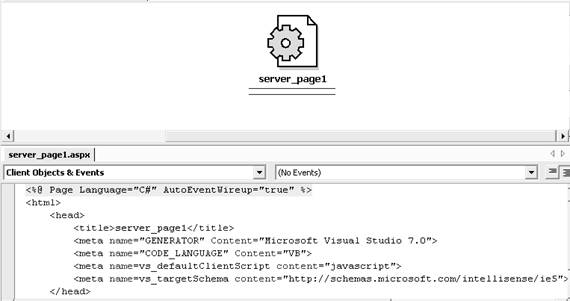 server_page1
server_page1.aspx
Client Objects & Events (No Events)
<%@ Page Language="C#" AutoEventWireup="true" %>
<html>
<head>
<title>server_page1</title>
<meta name="GENERATOR" Content="Microsoft Visual Studio 7.0">
<meta name="CODE_LANGUAGE" Content="VB">
<meta name=vs_defaultClientScript content="javascript">
<meta name=vs_targetSchema content="http://schemas.microsoft.com/intellisense/ie5">
</head>